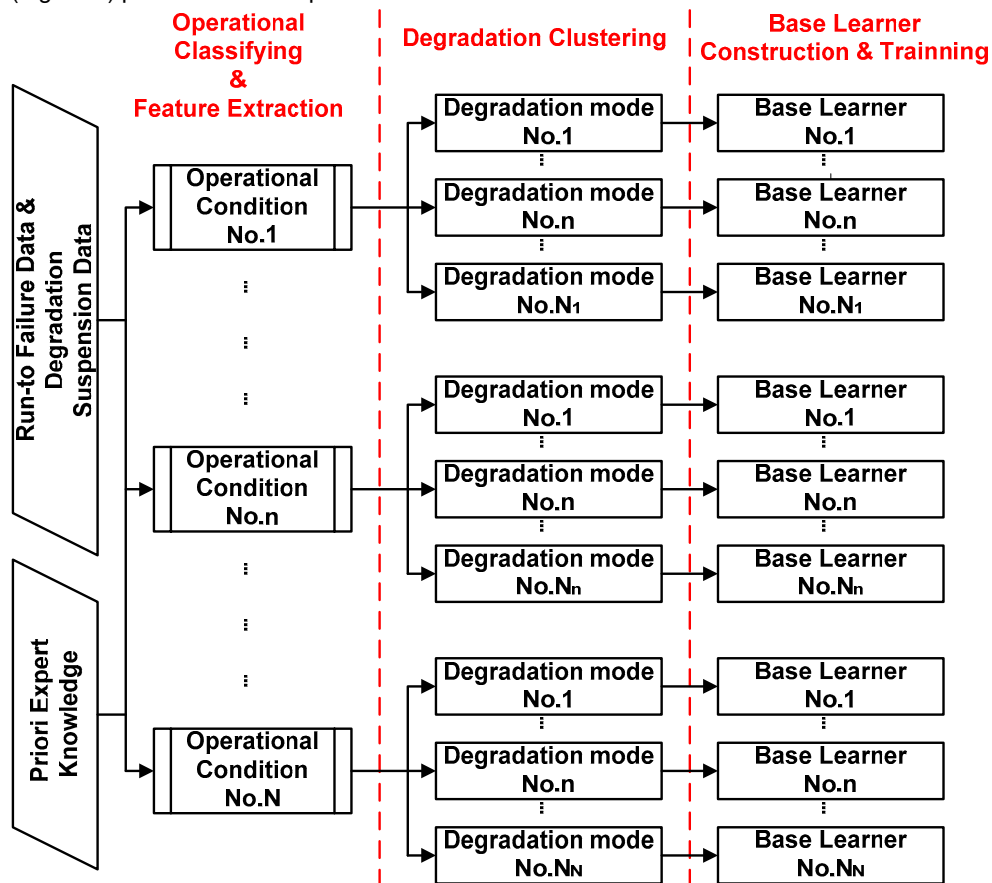 Operational
Classifying
&
Feature Extraction
Degradation Clustering
Base Learner
Construction & Trainning
Run-to Failure Data &
Degradation
Suspension Data
Priori Expert
Knowledge
Operational
Condition
No.1
Degradation mode
No.1
Base Learner
No.1
Degradation mode
No.n
Base Learner
No.n
Degradation mode
No.N1
Base Learner
No.N1
Operational
Condition
No.n
Degradation mode
No.1
Base Learner
No.1
Degradation mode
No.n
Base Learner
No.n
Degradation mode
No.Nn
Base Learner
No.Nn
Operational
Condition
No.N
Degradation mode
No.1
Base Learner
No.1
Degradation mode
No.n
Base Learner
No.n
Degradation mode
No.NN
Base Learner
No.NN